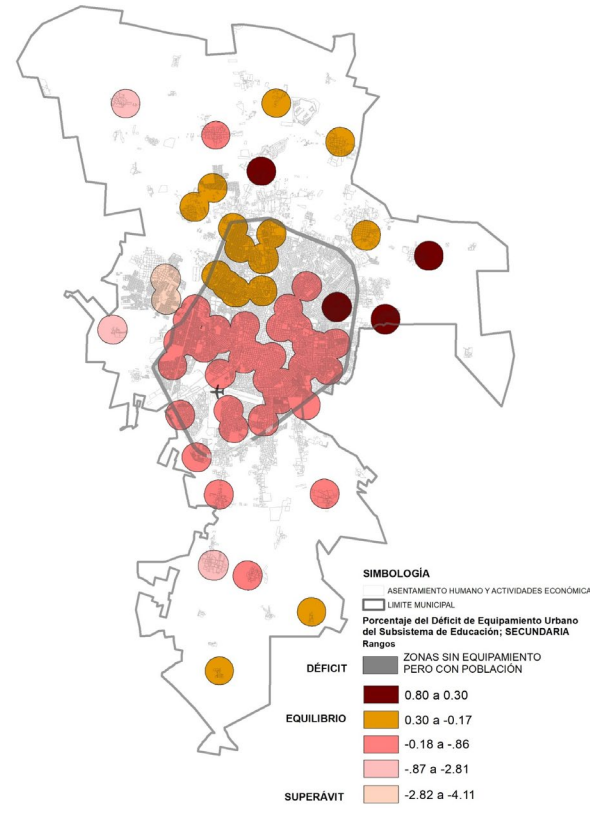 SIMBOLOGÍA
ASENTAMIENTO HUMANO Y ACTIVIDADES ECONÓMICA
LIMITE MUNICIPAL
Porcentaje del Déficit de Equipamiento Urbano
del Subsistema de Educación; SECUNDARIA
Rangos
DÉFICIT
ZONAS SIN EQUIPAMIENTO
PERO CON POBLACIÓN
0.80 a 0.30
EQUILIBRIO
0.30 a -0.17
-0.18 a -.86
-.87 a -2.81
SUPERÁVIT
-2.82 a -4.11